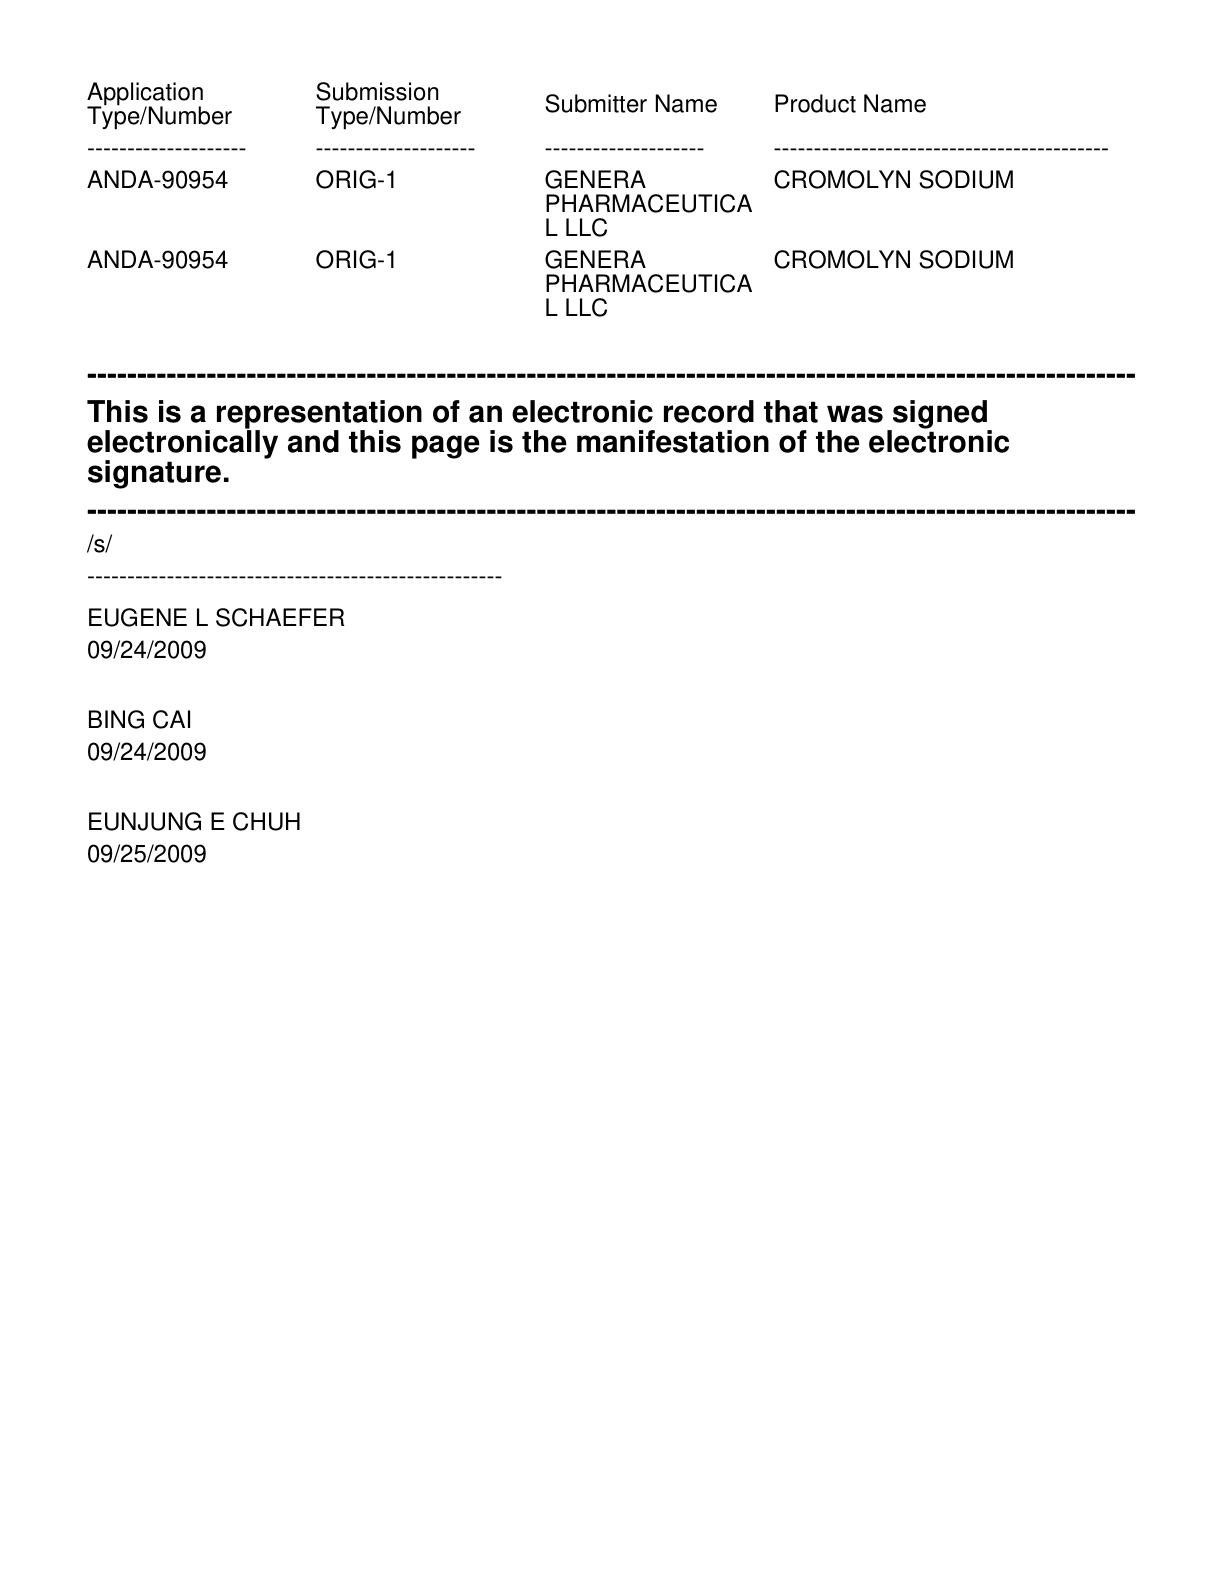 Application Type/Number Submission Type/Number Submitter Name Product Name
-------------------- -------------------- -------------------- ------------------------------------------
ANDA-90954 ORIG-1 GENERA CROMOLYN SODIUM
PHARMACEUTICA
L LLC
ANDA-90954 ORIG-1 GENERA CROMOLYN SODIUM
PHARMACEUTICA
L LLC
---------------------------------------------------------------------------------------------------------
This is a representation of an electronic record that was signed
electronically and this page is the manifestation of the electronic
signature.
---------------------------------------------------------------------------------------------------------
/s/
----------------------------------------------------
EUGENE L SCHAEFER
09/24/2009
BING CAI
09/24/2009
EUNJUNG E CHUH
09/25/2009